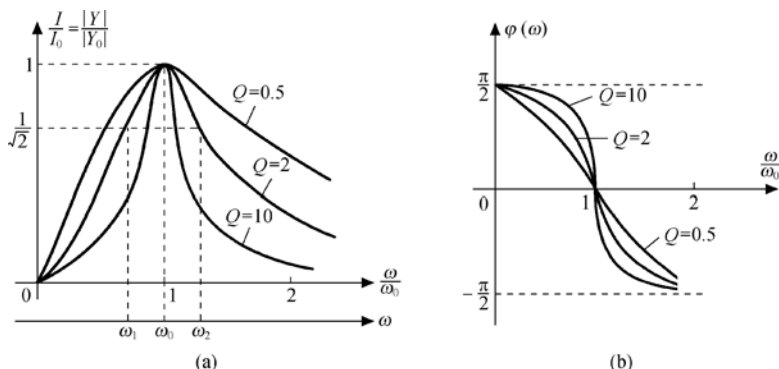 I/I₀ = |Y|/|Y₀|
1
1/√2
Q=0.5
Q=2
Q=10
0
1
2
ω/ω₀
ω₁
ω₀
ω₂
ω
(a)
φ(ω)
π/2
Q=10
Q=2
ω/ω₀
0
1
2
Q=0.5
-π/2
(b)